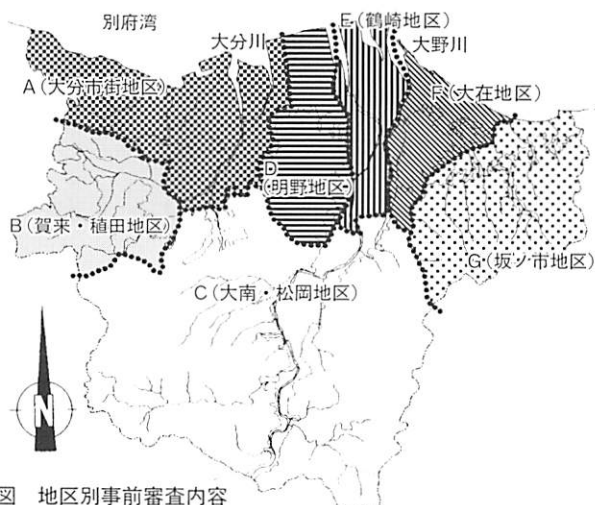 別府湾
E(鶴崎地区)
大分川
大野川
A(大分市街地区)
F(大在地区)
D
(明野地区)
B(賀来・稙田地区)
G(坂ノ市地区)
C(大南・松岡地区)
N
図 地区別事前審査内容